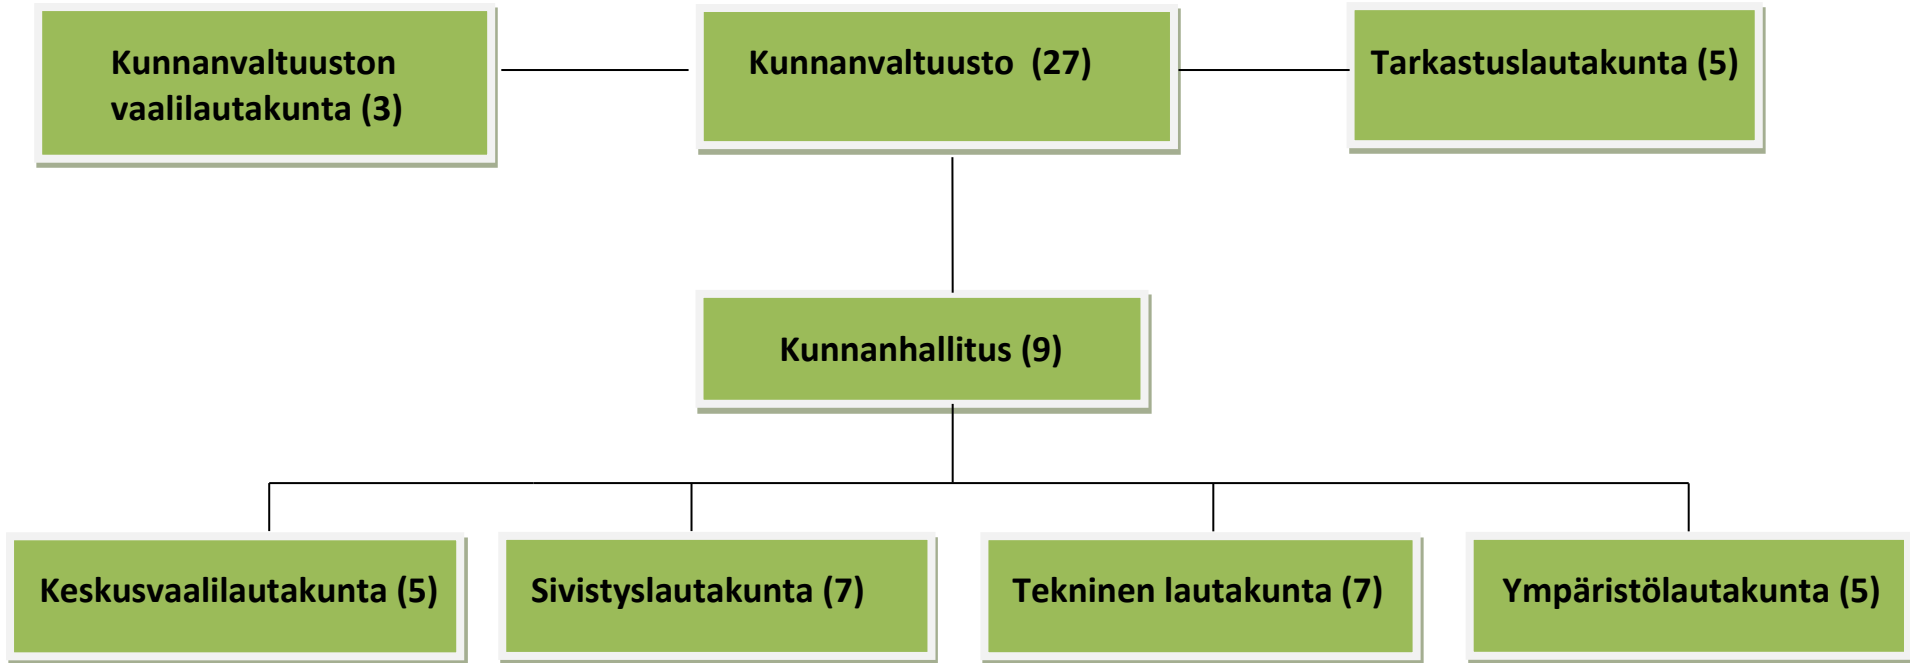 Kunnanvaltuuston
vaalilautakunta (3)
Kunnanvaltuusto  (27)
Tarkastuslautakunta (5)
Kunnanhallitus (9)
Keskusvaalilautakunta (5)
Sivistyslautakunta (7)
Tekninen lautakunta (7)
Ympäristölautakunta (5)